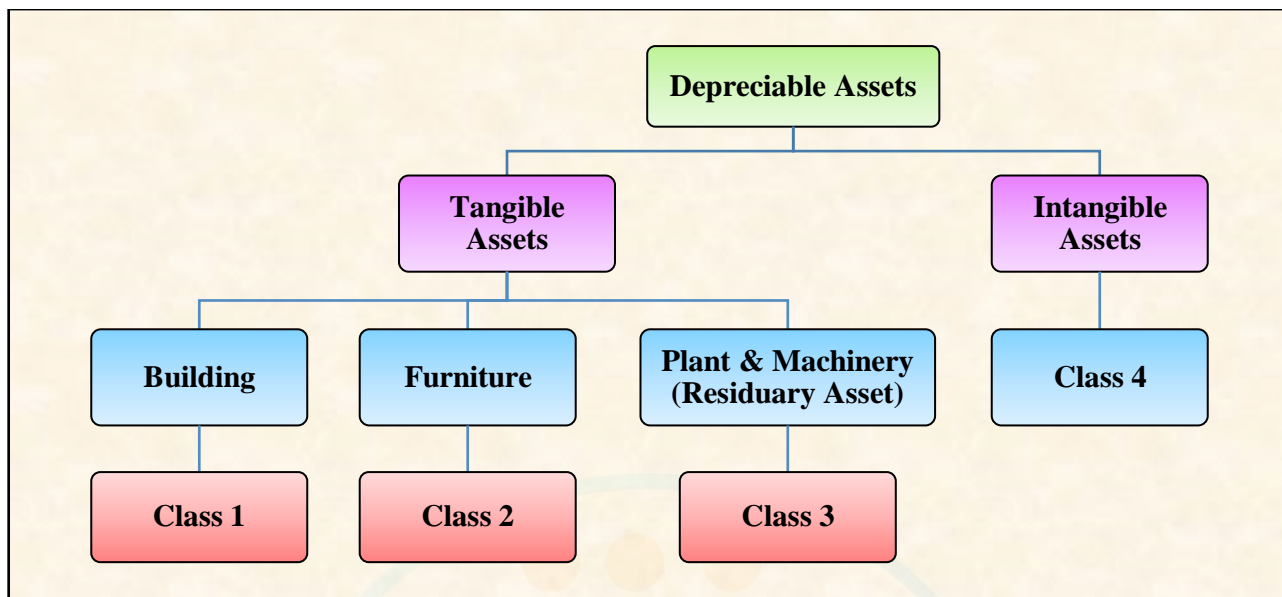 Depreciable Assets
Tangible
Assets
Intangible
Assets
Building
Furniture
Plant & Machinery
(Residuary Asset)
Class 4
Class 1
Class 2
Class 3